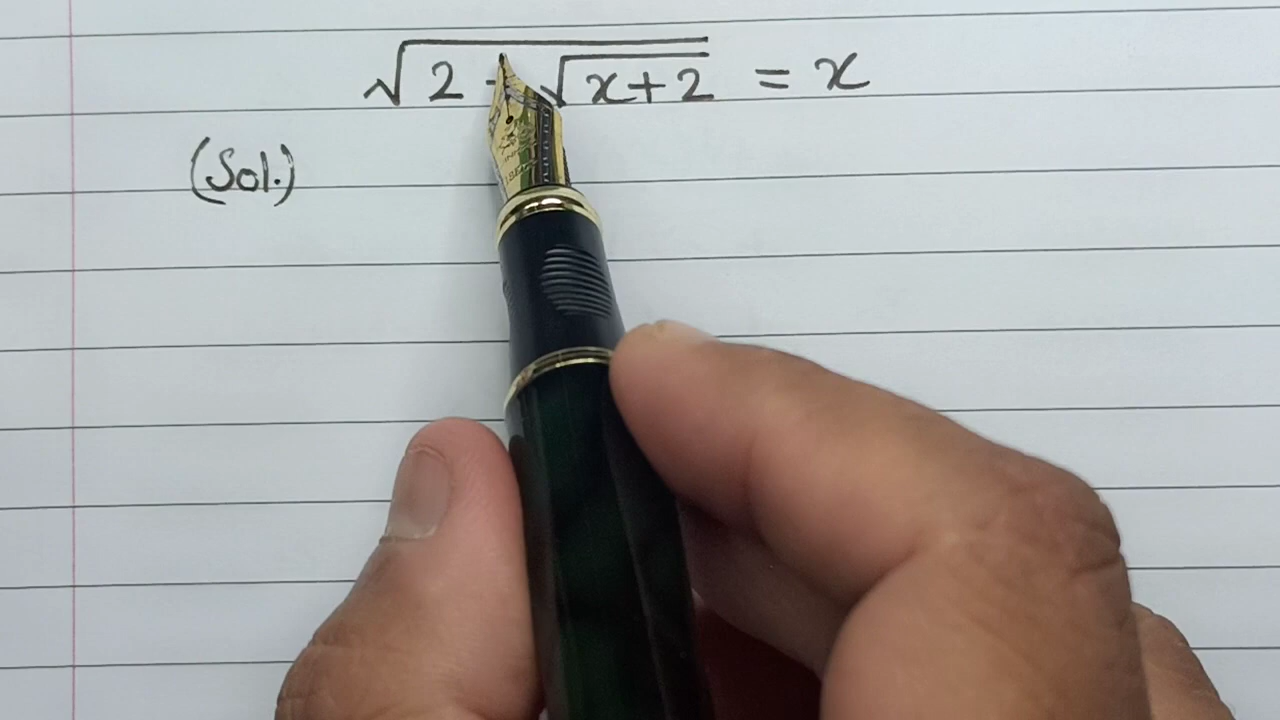 √(2 - √(x+2)) = x
(Sol.)